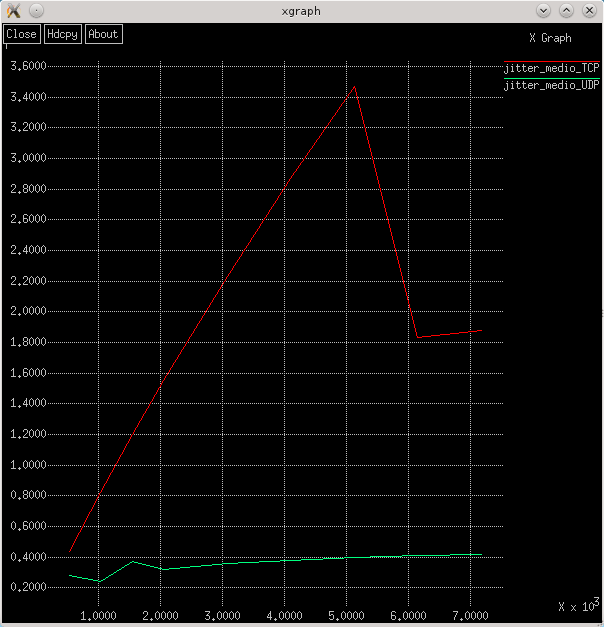 xgraph
Close Hdcpy About
X Graph
jitter_medio_TCP
jitter_medio_UDP
3.6000
3.4000
3.2000
3.0000
2.8000
2.6000
2.4000
2.2000
2.0000
1.8000
1.6000
1.4000
1.2000
1.0000
0.8000
0.6000
0.4000
0.2000
1.0000 2.0000 3.0000 4.0000 5.0000 6.0000 7.0000
X x 10³